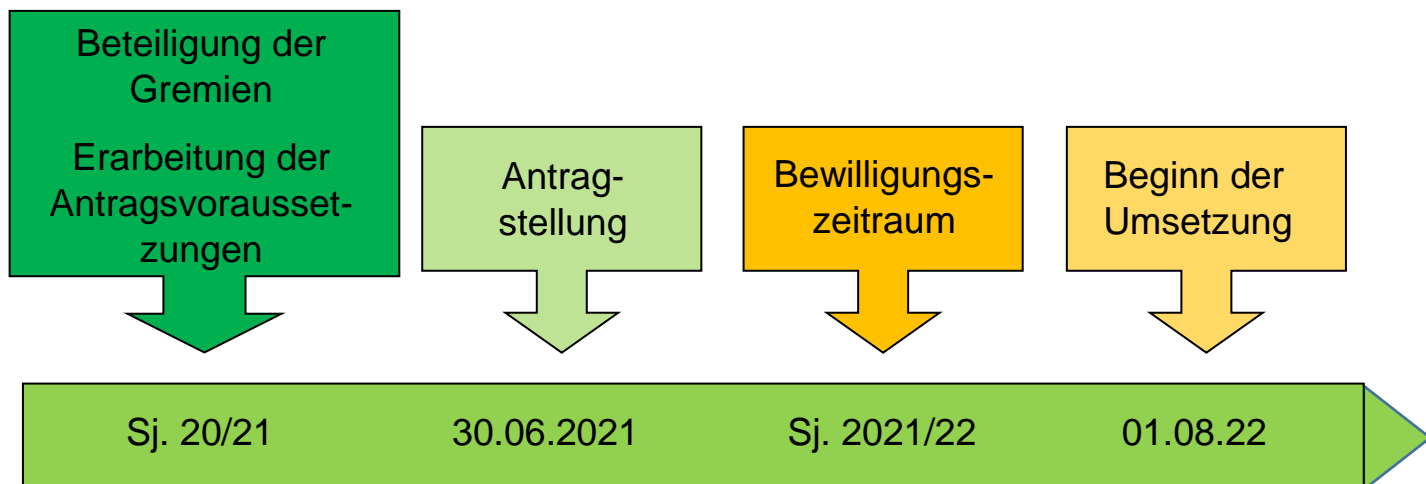 Beteiligung der
Gremien
Erarbeitung der
Antragsvorausset-
zungen
Antrag-
stellung
Bewilligungs-
zeitraum
Beginn der
Umsetzung
Sj. 20/21
30.06.2021
Sj. 2021/22
01.08.22